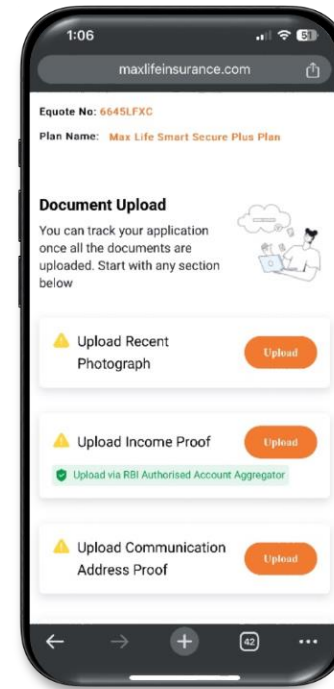 1:06
51
maxlifeinsurance.com
Equote No: 6645LFXC
Plan Name: Max Life Smart Secure Plus Plan
Document Upload
You can track your application
once all the documents are
uploaded. Start with any section
below
Upload Recent
Photograph
Upload
Upload Income Proof
Upload
Upload via RBI Authorised Account Aggregator
Upload Communication
Address Proof
Upload
42